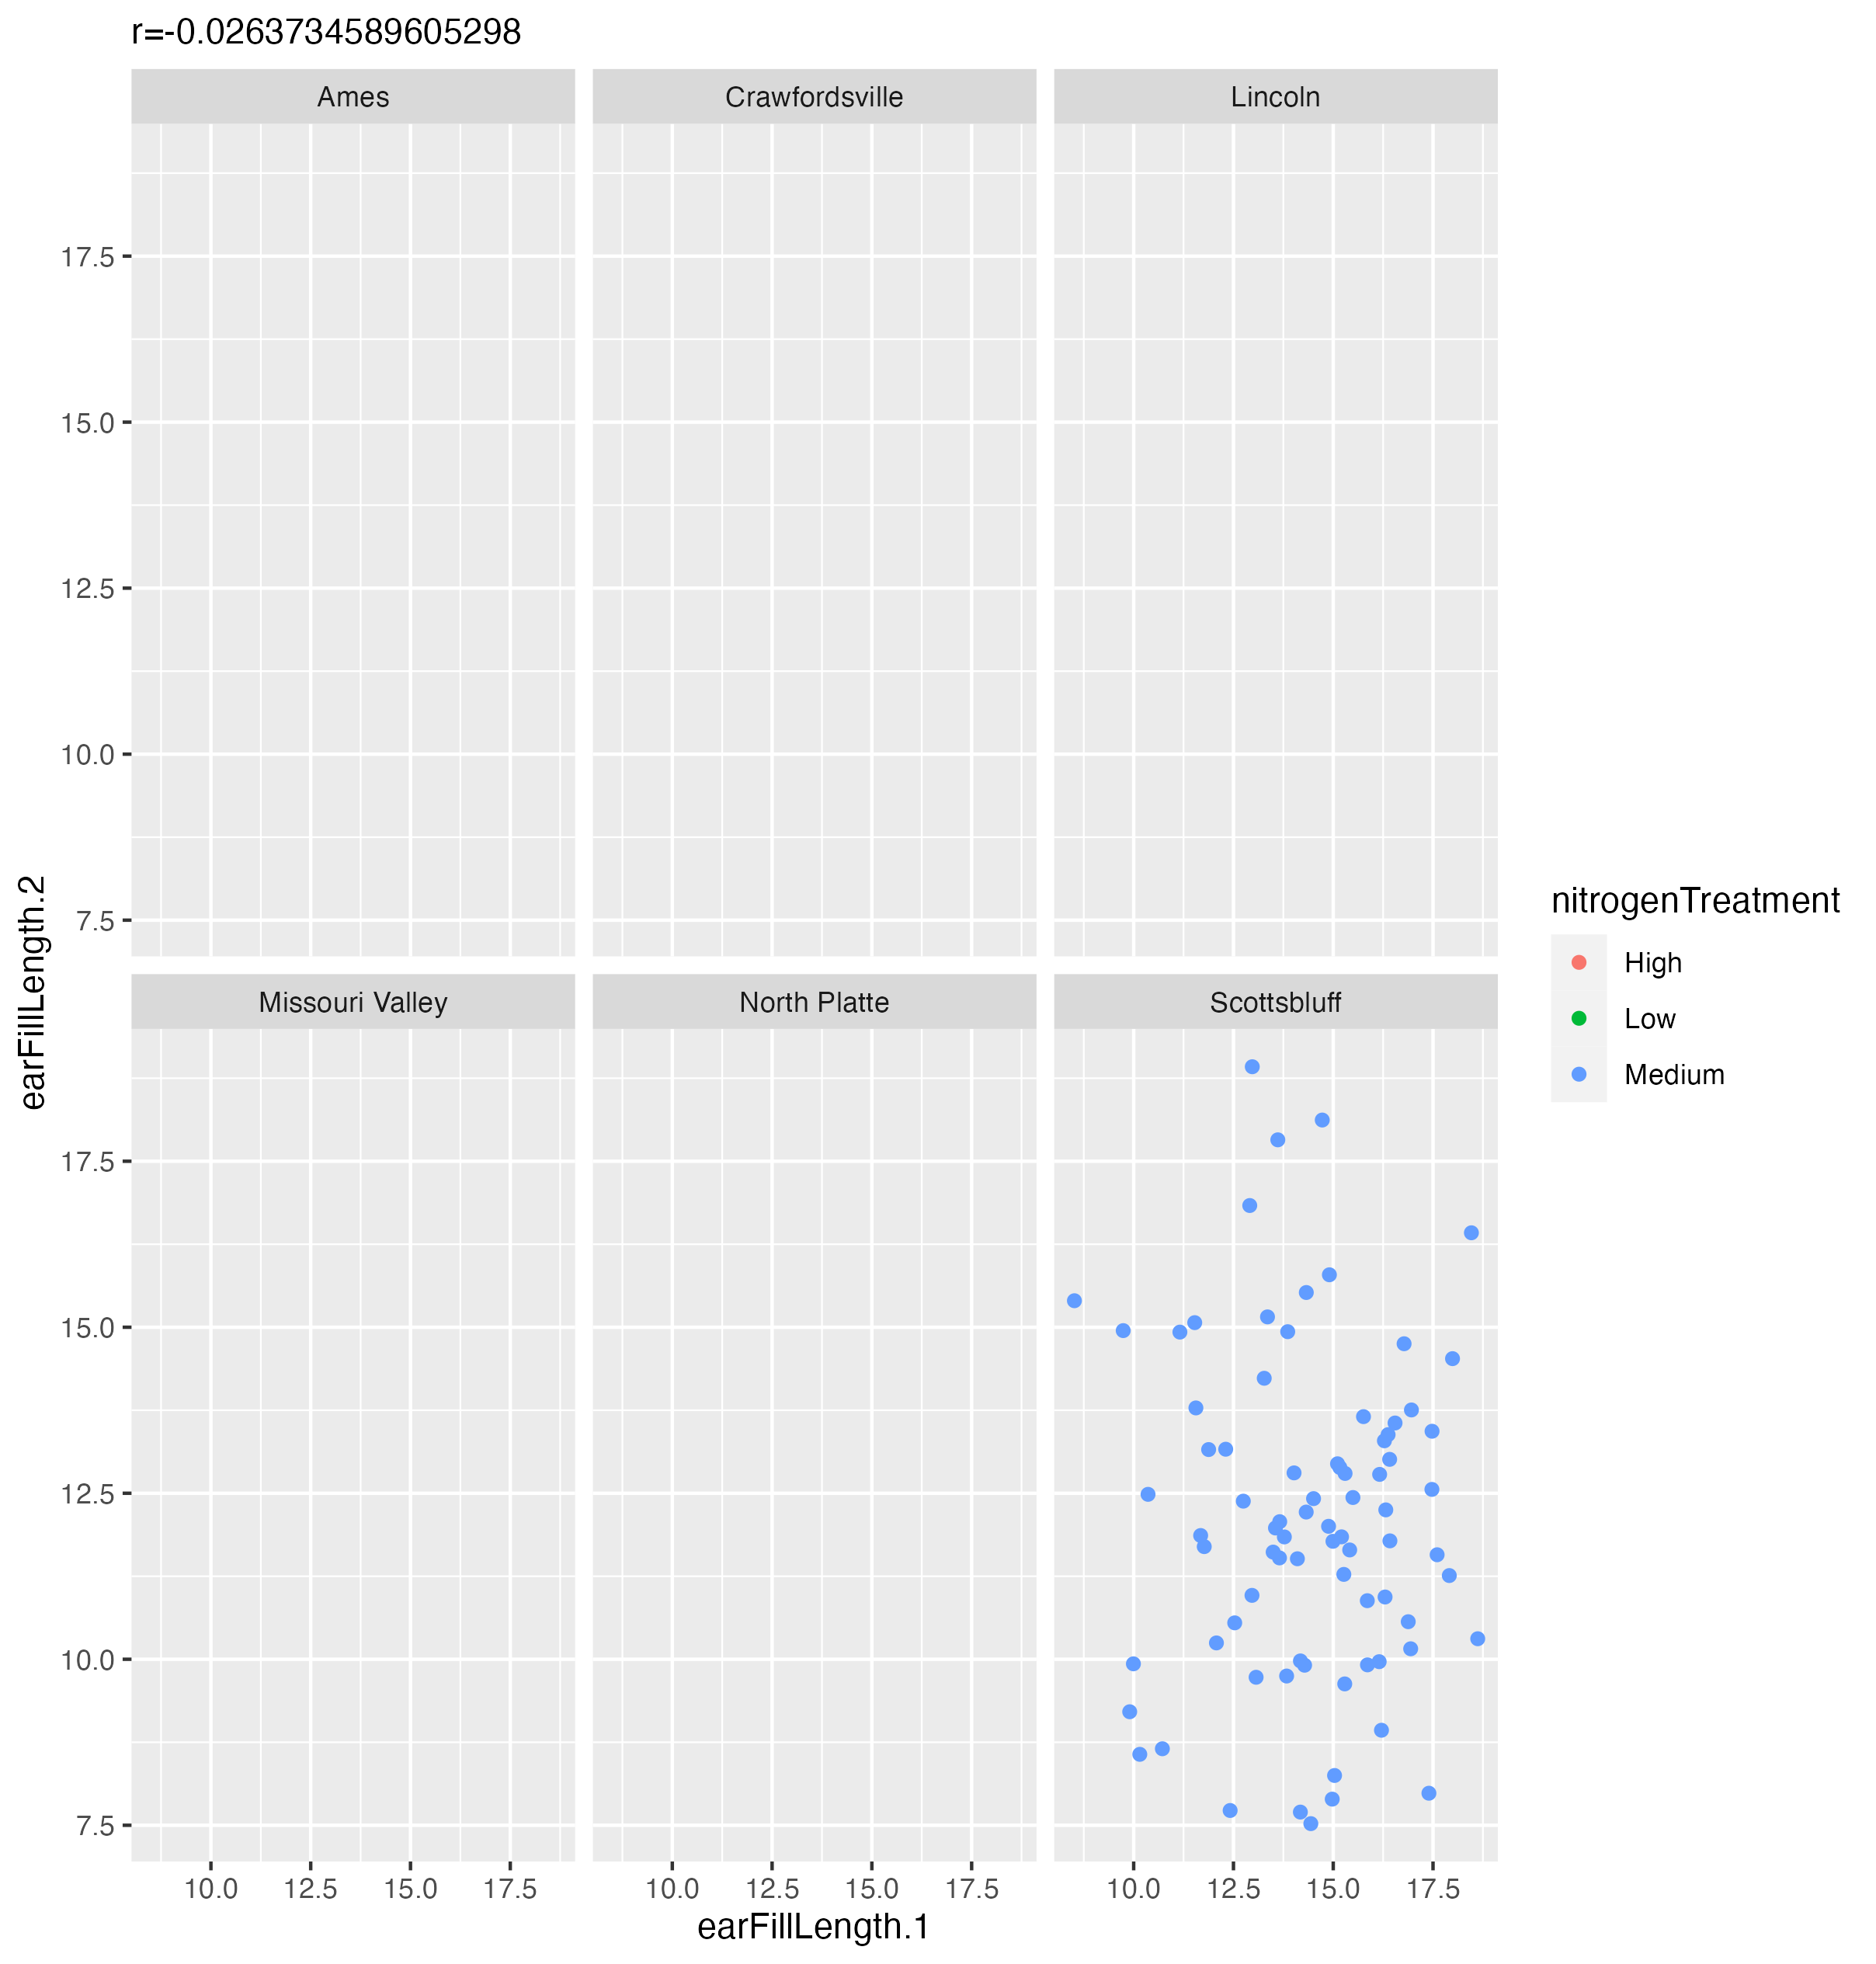 r=-0.0263734589605298
Ames
Crawfordsville
Lincoln
17.5
15.0
12.5
10.0
7.5
earFillLength.2
Missouri Valley
North Platte
Scottsbluff
17.5
15.0
12.5
10.0
7.5
10.0 12.5 15.0 17.5
10.0 12.5 15.0 17.5
10.0 12.5 15.0 17.5
earFillLength.1
nitrogenTreatment
High
Low
Medium